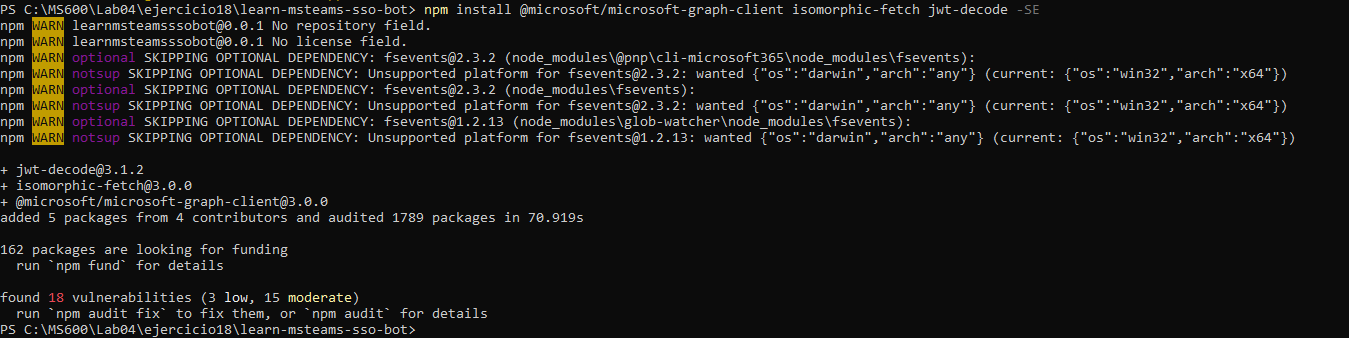 PS C:\MS600\Lab04\ejercicio18\learn-msteams-sso-bot> npm install @microsoft/microsoft-graph-client isomorphic-fetch jwt-decode -SE
npm WARN learnmsteamsssobot@0.0.1 No repository field.
npm WARN learnmsteamsssobot@0.0.1 No license field.
npm WARN optional SKIPPING OPTIONAL DEPENDENCY: fsevents@2.3.2 (node_modules\@pnp\cli-microsoft365\node_modules\fsevents):
npm WARN notsup SKIPPING OPTIONAL DEPENDENCY: Unsupported platform for fsevents@2.3.2: wanted {"os":"darwin","arch":"any"} (current: {"os":"win32","arch":"x64"})
npm WARN optional SKIPPING OPTIONAL DEPENDENCY: fsevents@2.3.2 (node_modules\fsevents):
npm WARN notsup SKIPPING OPTIONAL DEPENDENCY: Unsupported platform for fsevents@2.3.2: wanted {"os":"darwin","arch":"any"} (current: {"os":"win32","arch":"x64"})
npm WARN optional SKIPPING OPTIONAL DEPENDENCY: fsevents@1.2.13 (node_modules\glob-watcher\node_modules\fsevents):
npm WARN notsup SKIPPING OPTIONAL DEPENDENCY: Unsupported platform for fsevents@1.2.13: wanted {"os":"darwin","arch":"any"} (current: {"os":"win32","arch":"x64"})
+ jwt-decode@3.1.2
+ isomorphic-fetch@3.0.0
+ @microsoft/microsoft-graph-client@3.0.0
added 5 packages from 4 contributors and audited 1789 packages in 70.919s
162 packages are looking for funding
  run `npm fund` for details
found 18 vulnerabilities (3 low, 15 moderate)
  run `npm audit fix` to fix them, or `npm audit` for details
PS C:\MS600\Lab04\ejercicio18\learn-msteams-sso-bot>